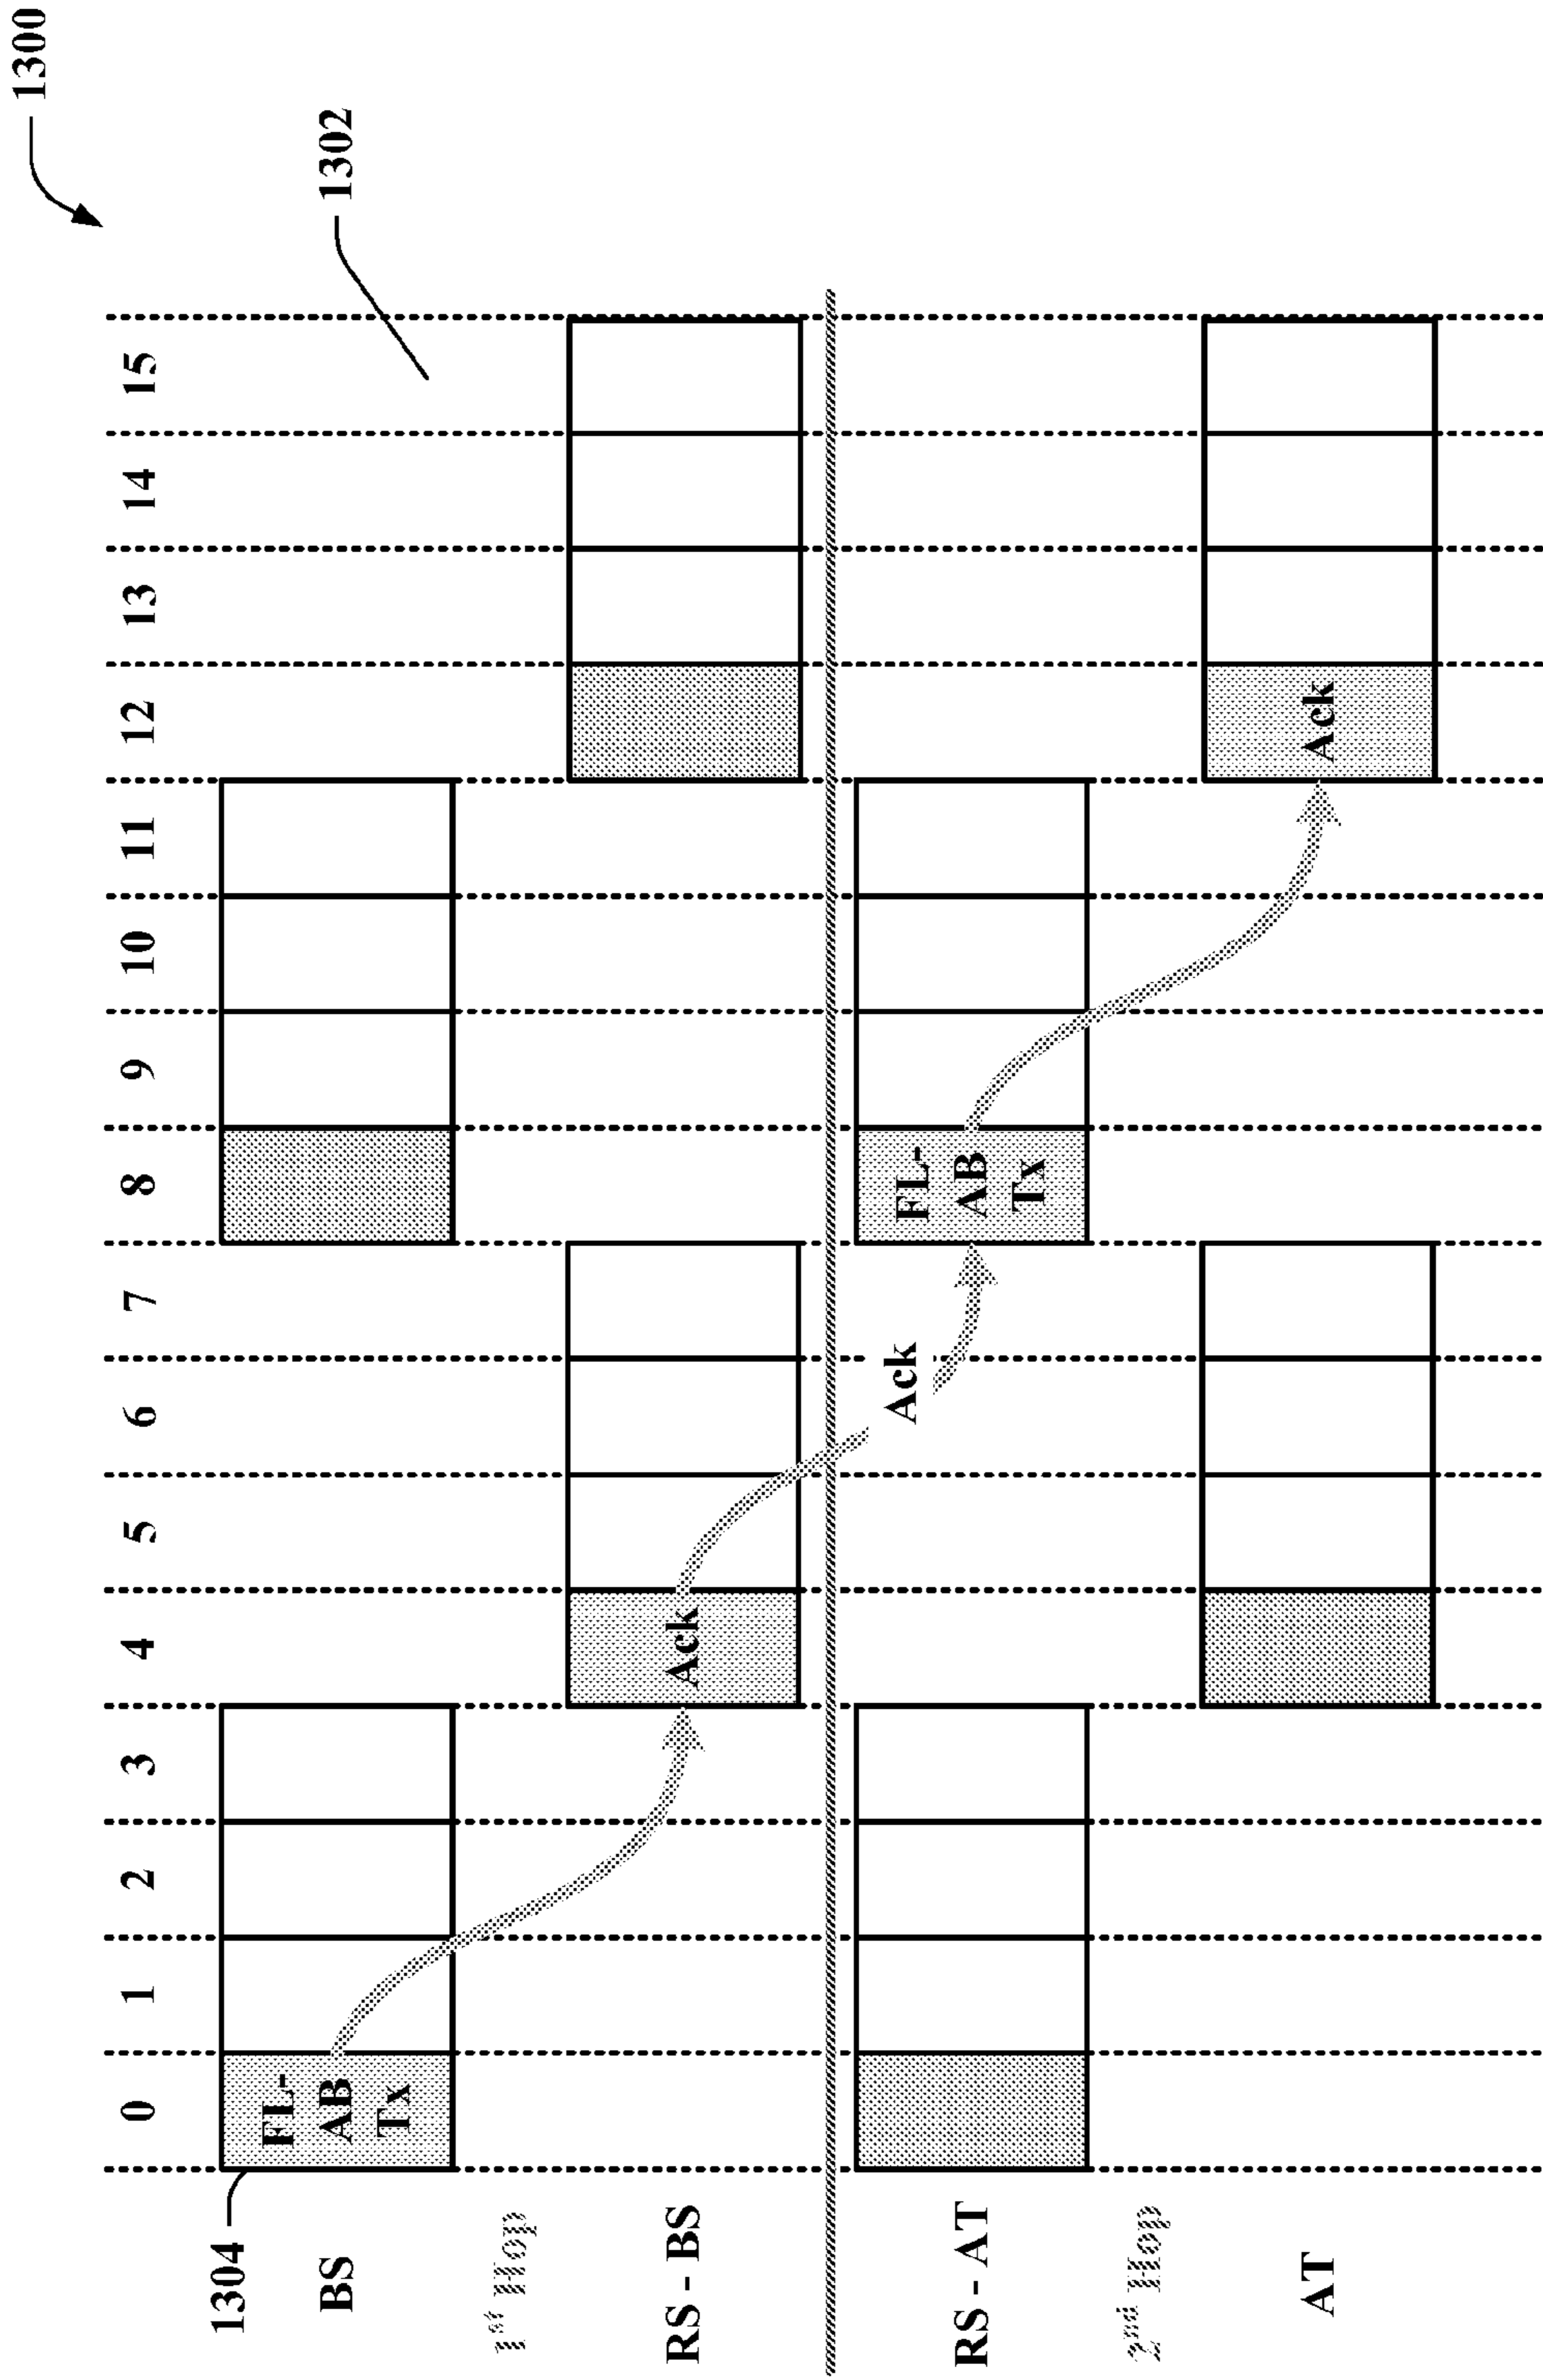 1300
1302
0 1 2 3 4 5 6 7 8 9 10 11 12 13 14 15
1304
BS
FL-
AB
Tx
1st Hop
RS - BS
Ack
Ack
RS - AT
FL-
AB
Tx
2nd Hop
AT
Ack